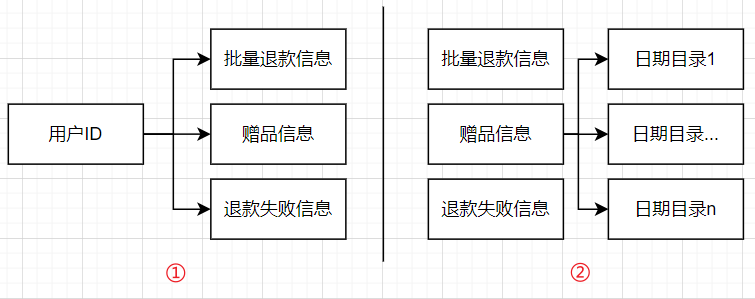 用户ID
批量退款信息
赠品信息
退款失败信息
①
批量退款信息
赠品信息
退款失败信息
日期目录1
日期目录...
日期目录n
②